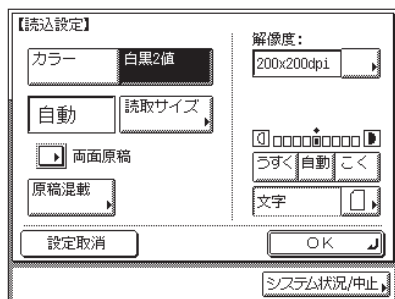 【読込設定】
カラー
白黒2値
解像度:
200x200dpi
自動
読取サイズ
両面原稿
うすく
自動
こく
原稿混載
文字
設定取消
OK
システム状況/中止